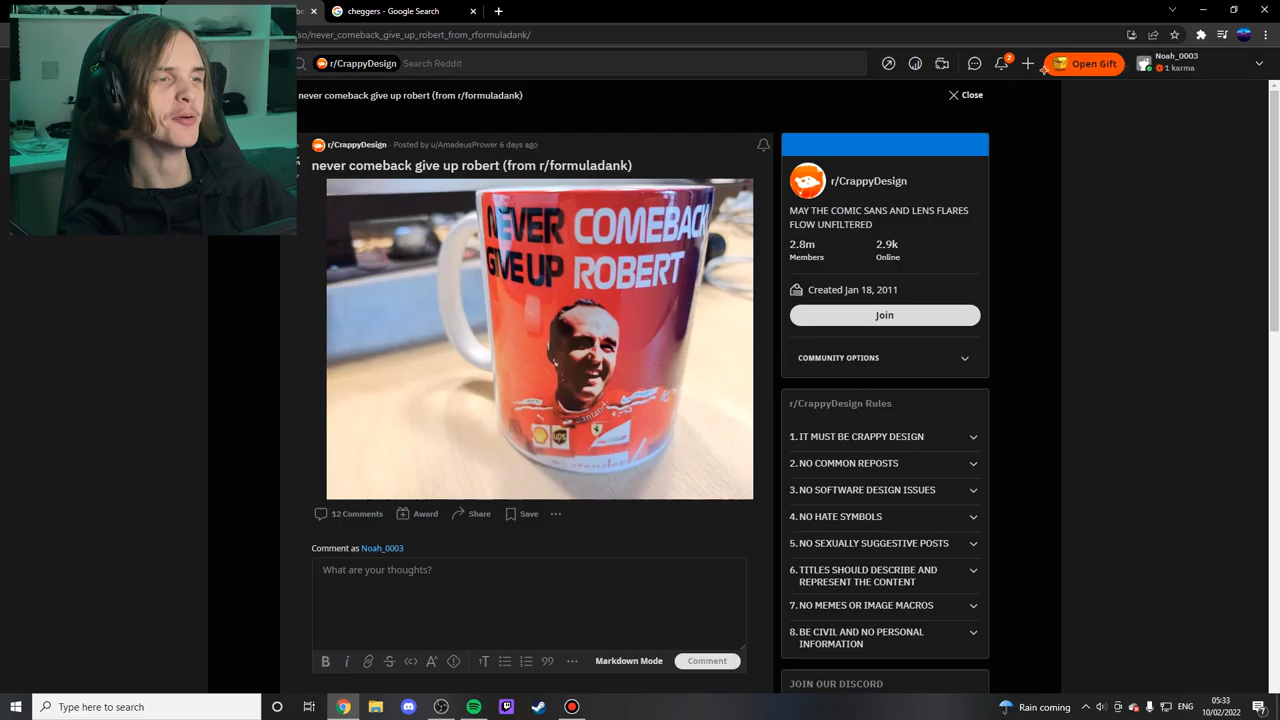 cheggers - Google Search
so/never_comeback_give_up_robert_from_rformuladank/
r/CrappyDesign
Search Reddit
2
Open Gift
Noah_0003
1 karma
never comeback give up robert (from r/formuladank)
Close
r/CrappyDesign · Posted by u/AmadeusPrower 6 days ago
never comeback give up robert (from r/formuladank)
NEVER COMEBACK
GIVE UP ROBERT
Santander
ups
12 Comments
Award
Share
Save
Comment as Noah_0003
What are your thoughts?
Markdown Mode
Comment
r/CrappyDesign
MAY THE COMIC SANS AND LENS FLARES
FLOW UNFILTERED
2.8m
2.9k
Members
Online
Created Jan 18, 2011
Join
COMMUNITY OPTIONS
r/CrappyDesign Rules
1. IT MUST BE CRAPPY DESIGN
2. NO COMMON REPOSTS
3. NO SOFTWARE DESIGN ISSUES
4. NO HATE SYMBOLS
5. NO SEXUALLY SUGGESTIVE POSTS
6. TITLES SHOULD DESCRIBE AND
REPRESENT THE CONTENT
7. NO MEMES OR IMAGE MACROS
8. BE CIVIL AND NO PERSONAL
INFORMATION
JOIN OUR DISCORD
Type here to search
Rain coming
ENG
05:33
10/02/2022